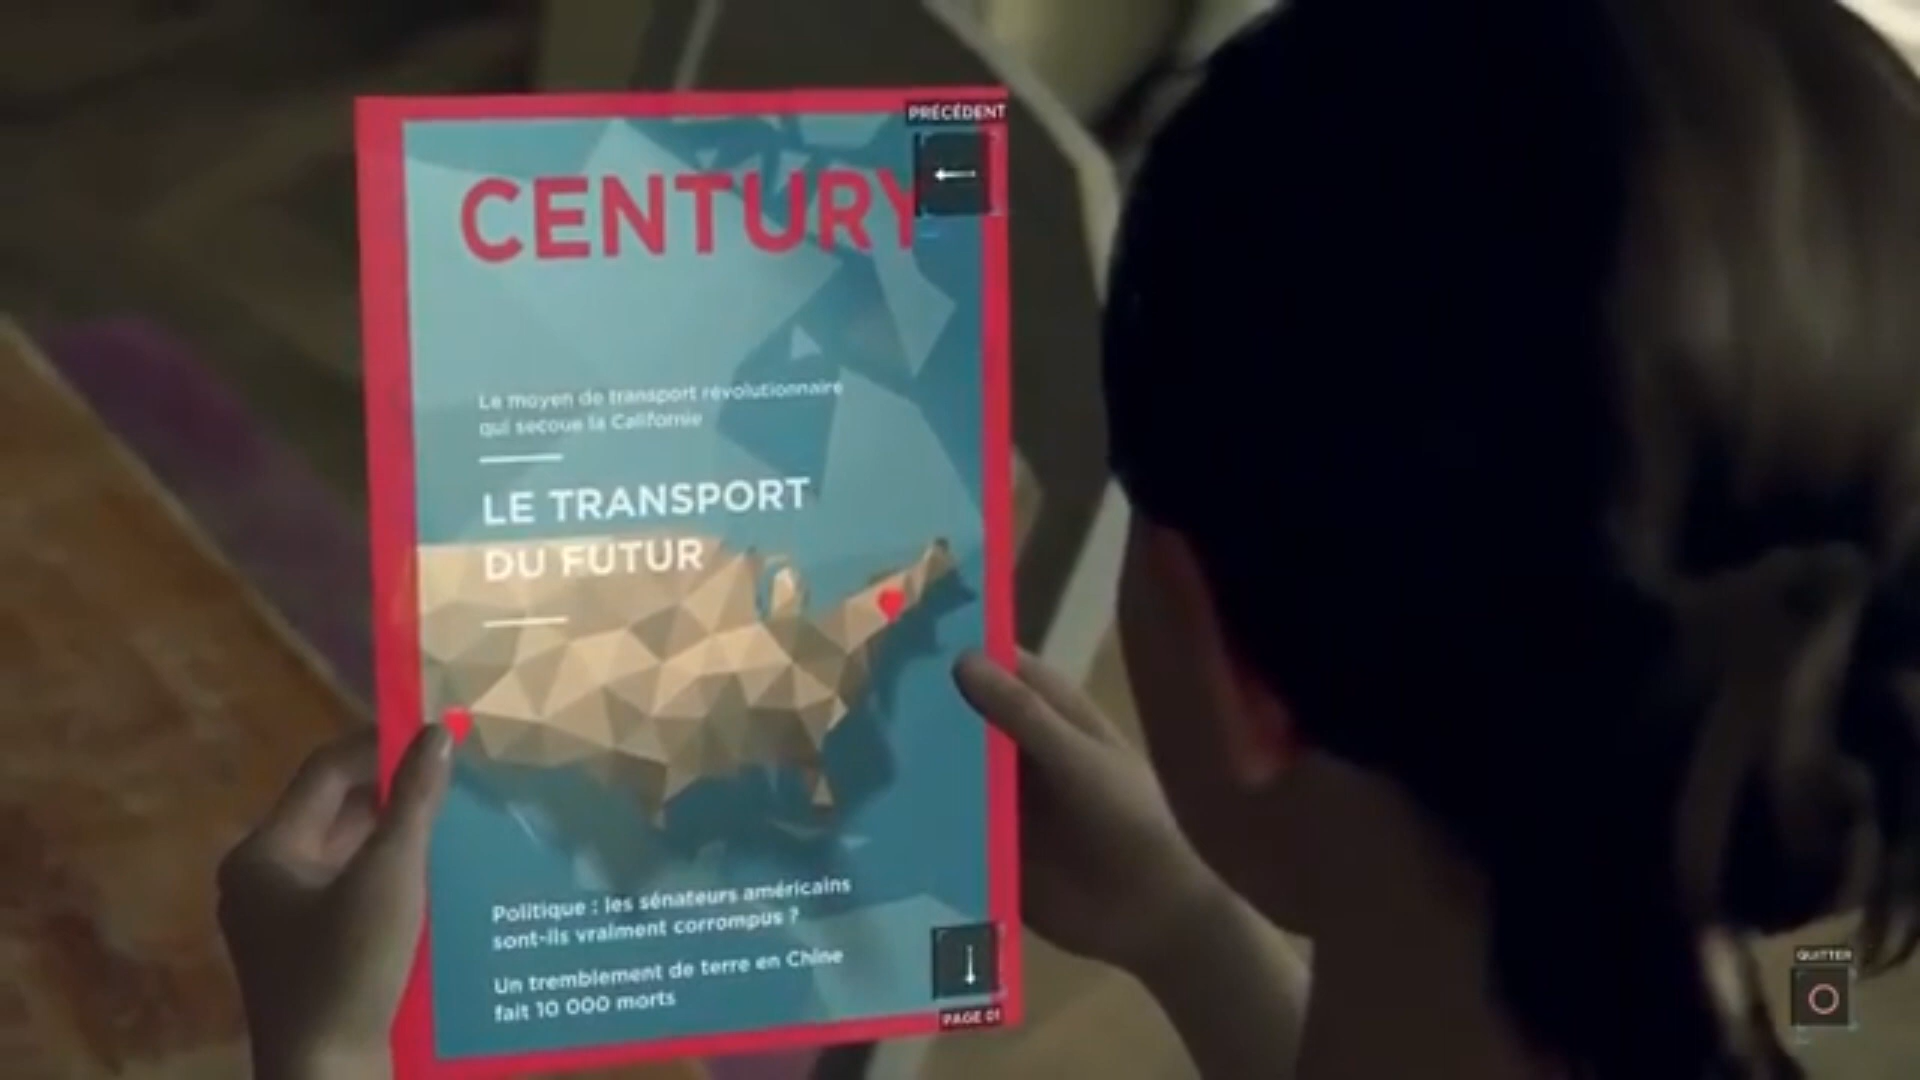 PRÉCÉDENT
CENTURY
Le moyen de transport révolutionnaire
qui secoue la Californie
LE TRANSPORT
DU FUTUR
Politique : les sénateurs américains
sont-ils vraiment corrompus ?
Un tremblement de terre en Chine
fait 10 000 morts
PAGE 01
QUITTER